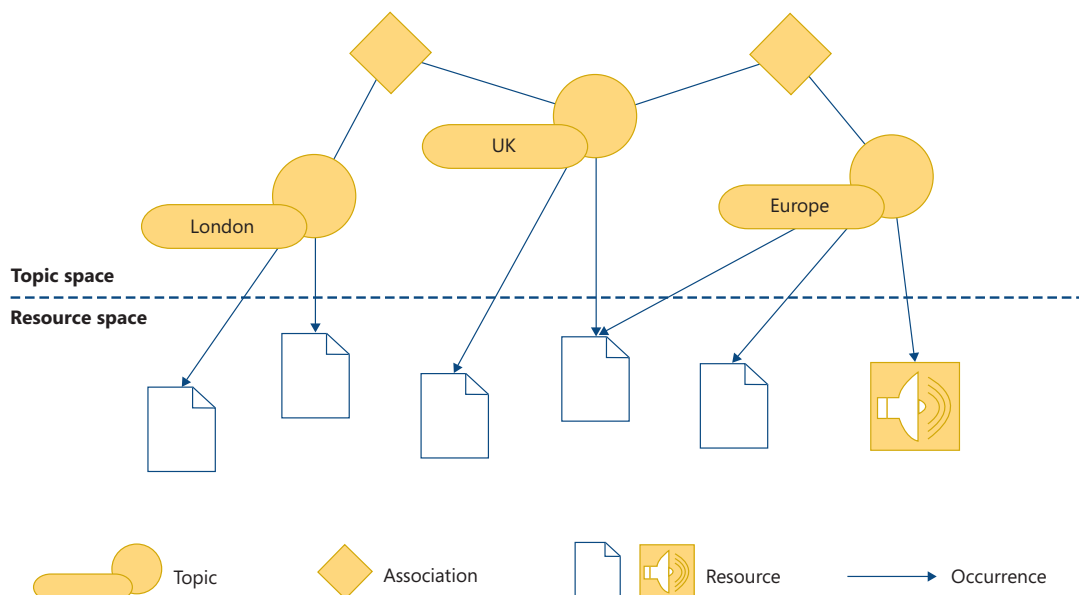 UK
London
Europe
Topic space
Resource space
Topic
Association
Resource
Occurrence